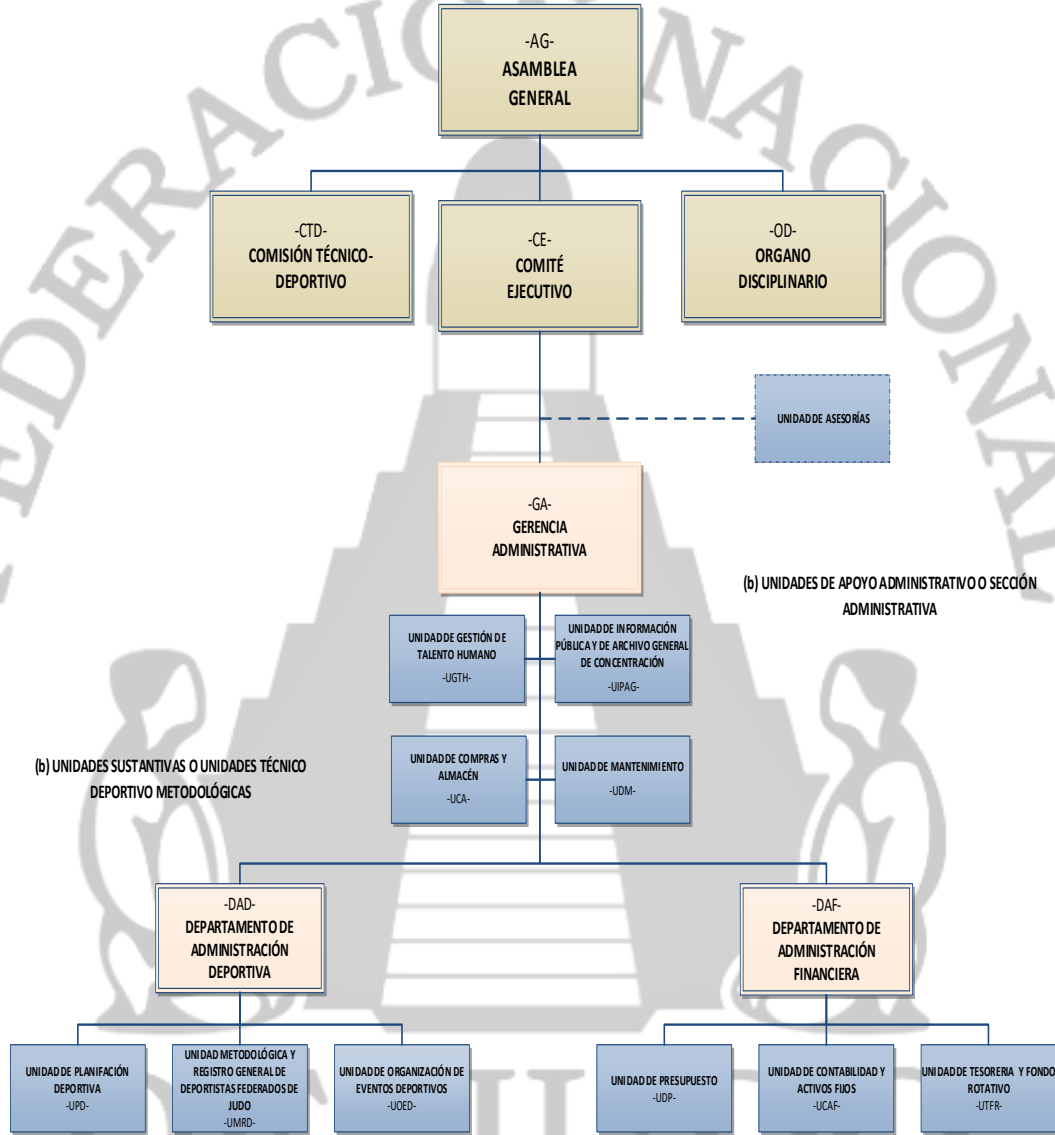 FEDERACION NACIONAL
-AG-
ASAMBLEA
GENERAL
-CTD-
COMISIÓN TÉCNICO-
DEPORTIVO
-CE-
COMITÉ
EJECUTIVO
-OD-
ORGANO
DISCIPLINARIO
UNIDAD DE ASESORÍAS
-GA-
GERENCIA
ADMINISTRATIVA
(b) UNIDADES DE APOYO ADMINISTRATIVO O SECCIÓN
ADMINISTRATIVA
UNIDAD DE GESTIÓN DE
TALENTO HUMANO
-UGTH-
UNIDAD DE INFORMACIÓN
PÚBLICA Y DE ARCHIVO GENERAL
DE CONCENTRACIÓN
-UIPAG-
(b) UNIDADES SUSTANTIVAS O UNIDADES TÉCNICO
DEPORTIVO METODOLÓGICAS
UNIDAD DE COMPRAS Y
ALMACÉN
-UCA-
UNIDAD DE MANTENIMIENTO
-UDM-
-DAD-
DEPARTAMENTO DE
ADMINISTRACIÓN
DEPORTIVA
-DAF-
DEPARTAMENTO DE
ADMINISTRACIÓN
FINANCIERA
UNIDAD DE PLANIFACIÓN
DEPORTIVA
-UPD-
UNIDAD METODOLÓGICA Y
REGISTRO GENERAL DE
DEPORTISTAS FEDERADOS DE
JUDO
-UMRD-
UNIDAD DE ORGANIZACIÓN DE
EVENTOS DEPORTIVOS
-UOED-
UNIDAD DE PRESUPUESTO
-UDP-
UNIDAD DE CONTABILIDAD Y
ACTIVOS FIJOS
-UCAF-
UNIDAD DE TESORERIA Y FONDO
ROTATIVO
-UTFR-